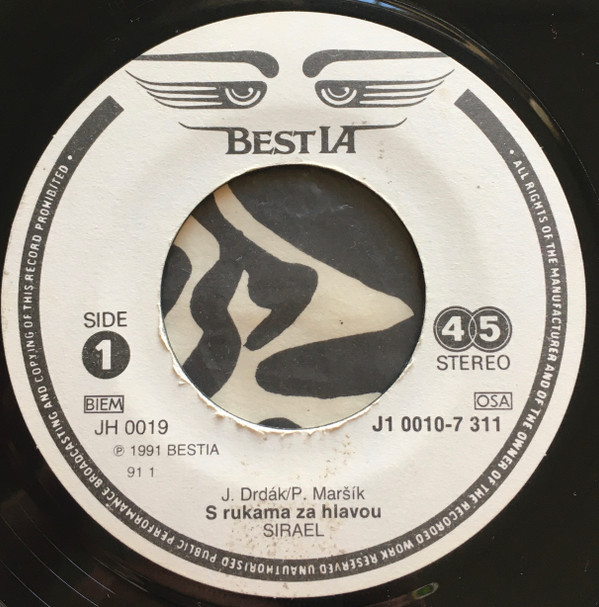 BESTIA
• ALL RIGHTS OF THE MANUFACTURER AND OF THE OWNER OF THE RECORDED WORK RESERVED UNAUTHORISED PUBLIC PERFORMANCE BROADCASTING AND COPYING OF THIS RECORD PROHIBITED •
SIDE
1
45
STEREO
BIEM
OSA
JH 0019
J1 0010-7 311
℗ 1991 BESTIA
91 1
J. Drdák/P. Maršík
S rukama za hlavou
SIRAEL